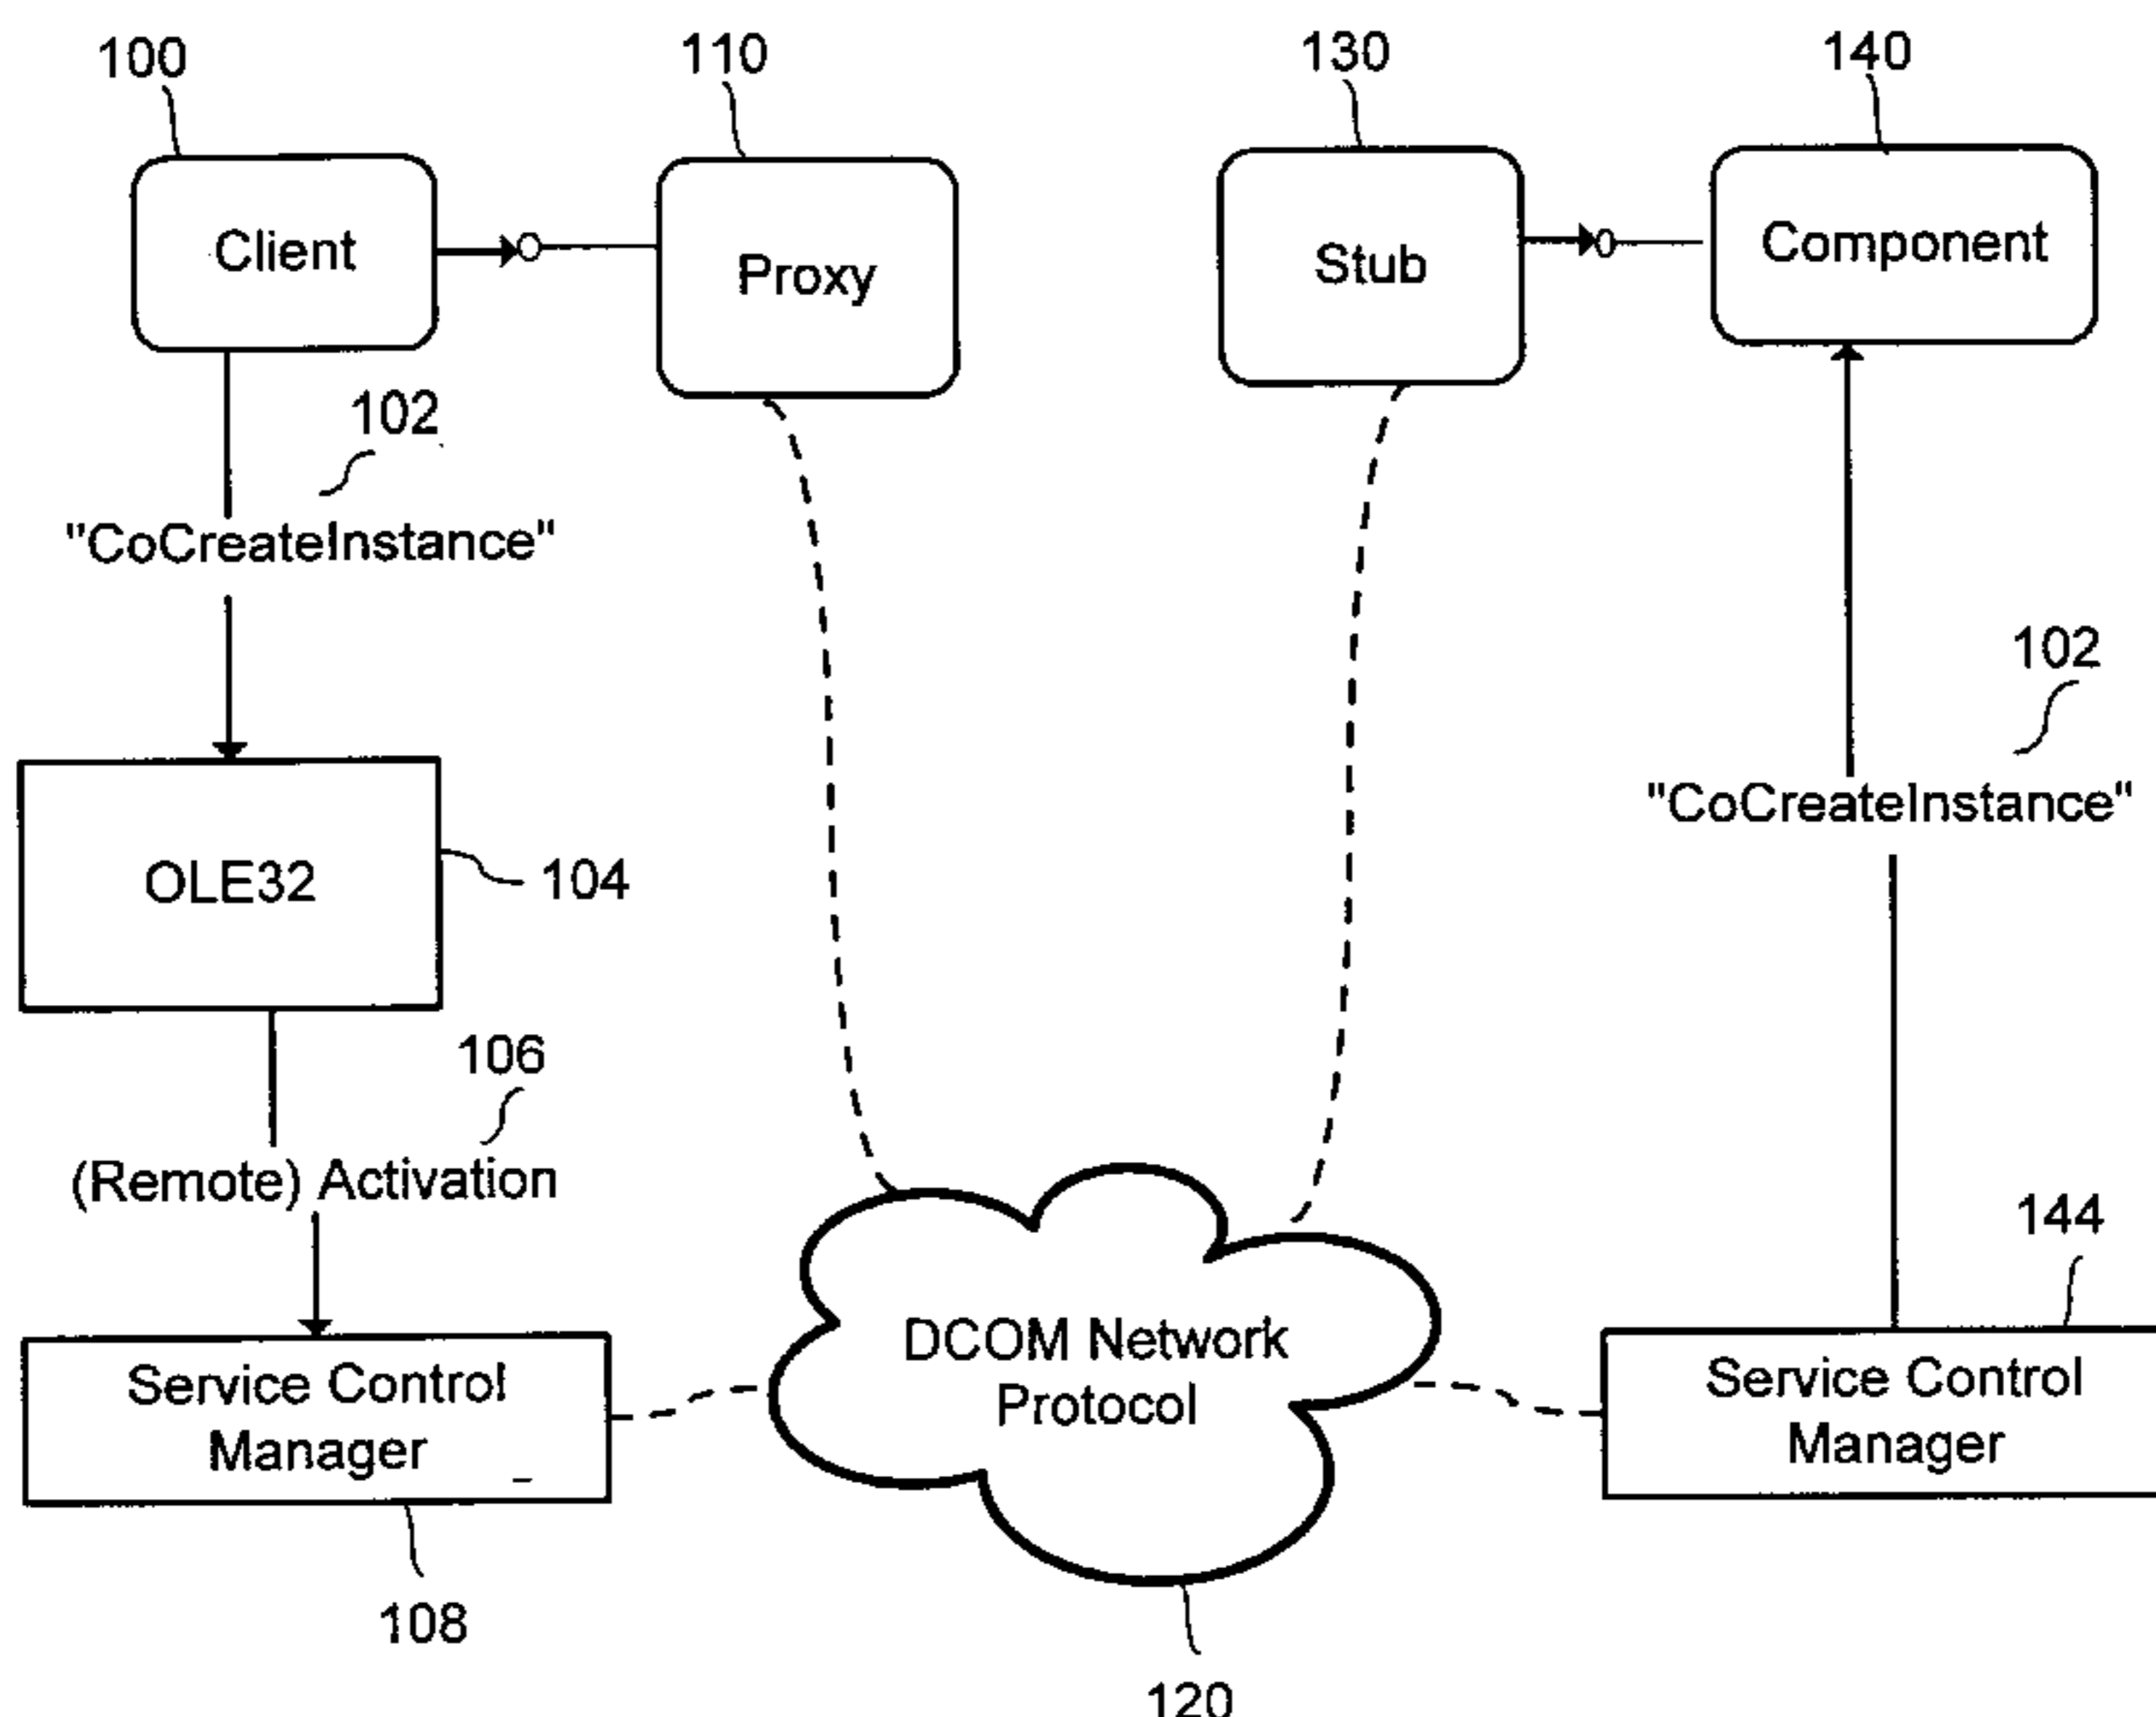 100
110
130
140
Client
Proxy
Stub
Component
102
"CoCreateInstance"
102
"CoCreateInstance"
OLE32
104
106
(Remote) Activation
144
Service Control
Manager
DCOM Network
Protocol
Service Control
Manager
108
120